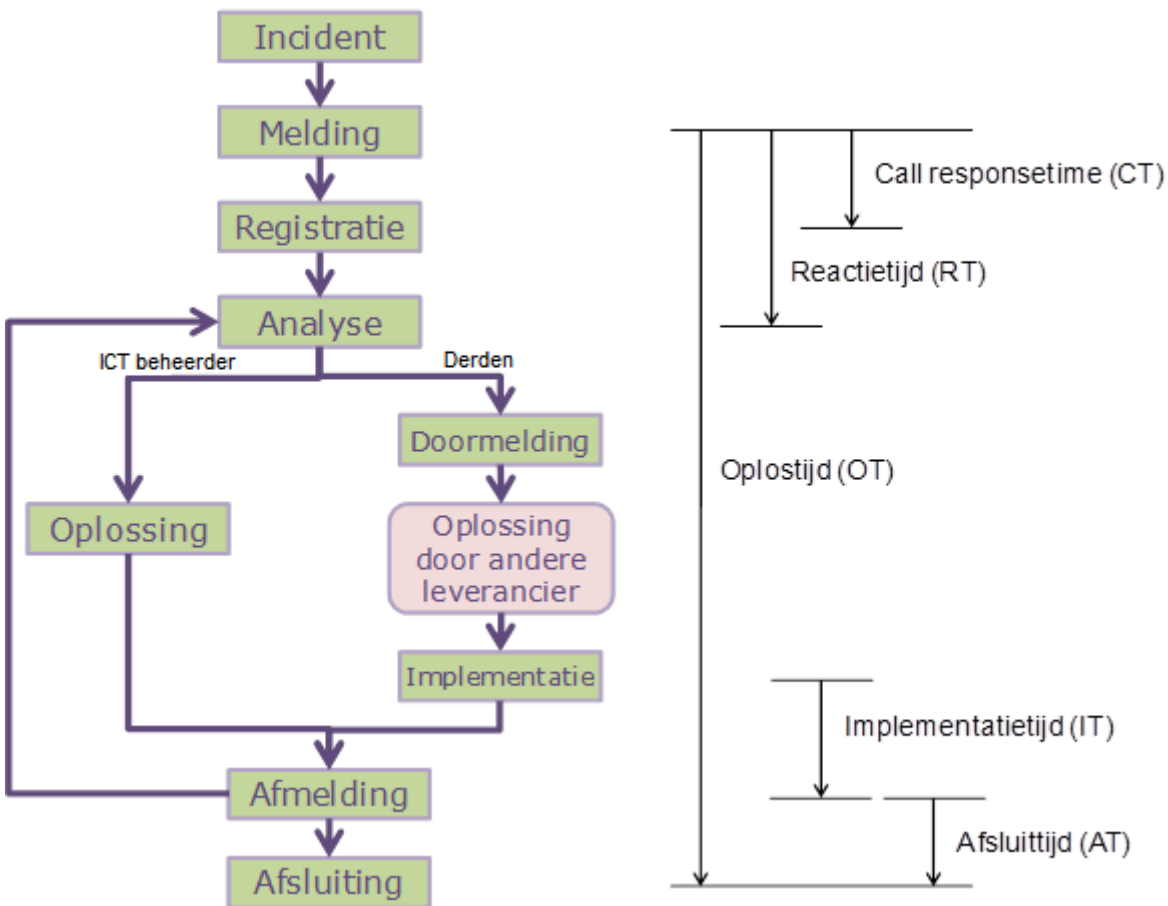 Incident
Melding
Registratie
Analyse
ICT beheerder
Derden
Doormelding
Oplossing
Oplossing
door andere
leverancier
Implementatie
Afmelding
Afsluiting
Call responsetime (CT)
Reactietijd (RT)
Oplostijd (OT)
Implementatietijd (IT)
Afsluittijd (AT)